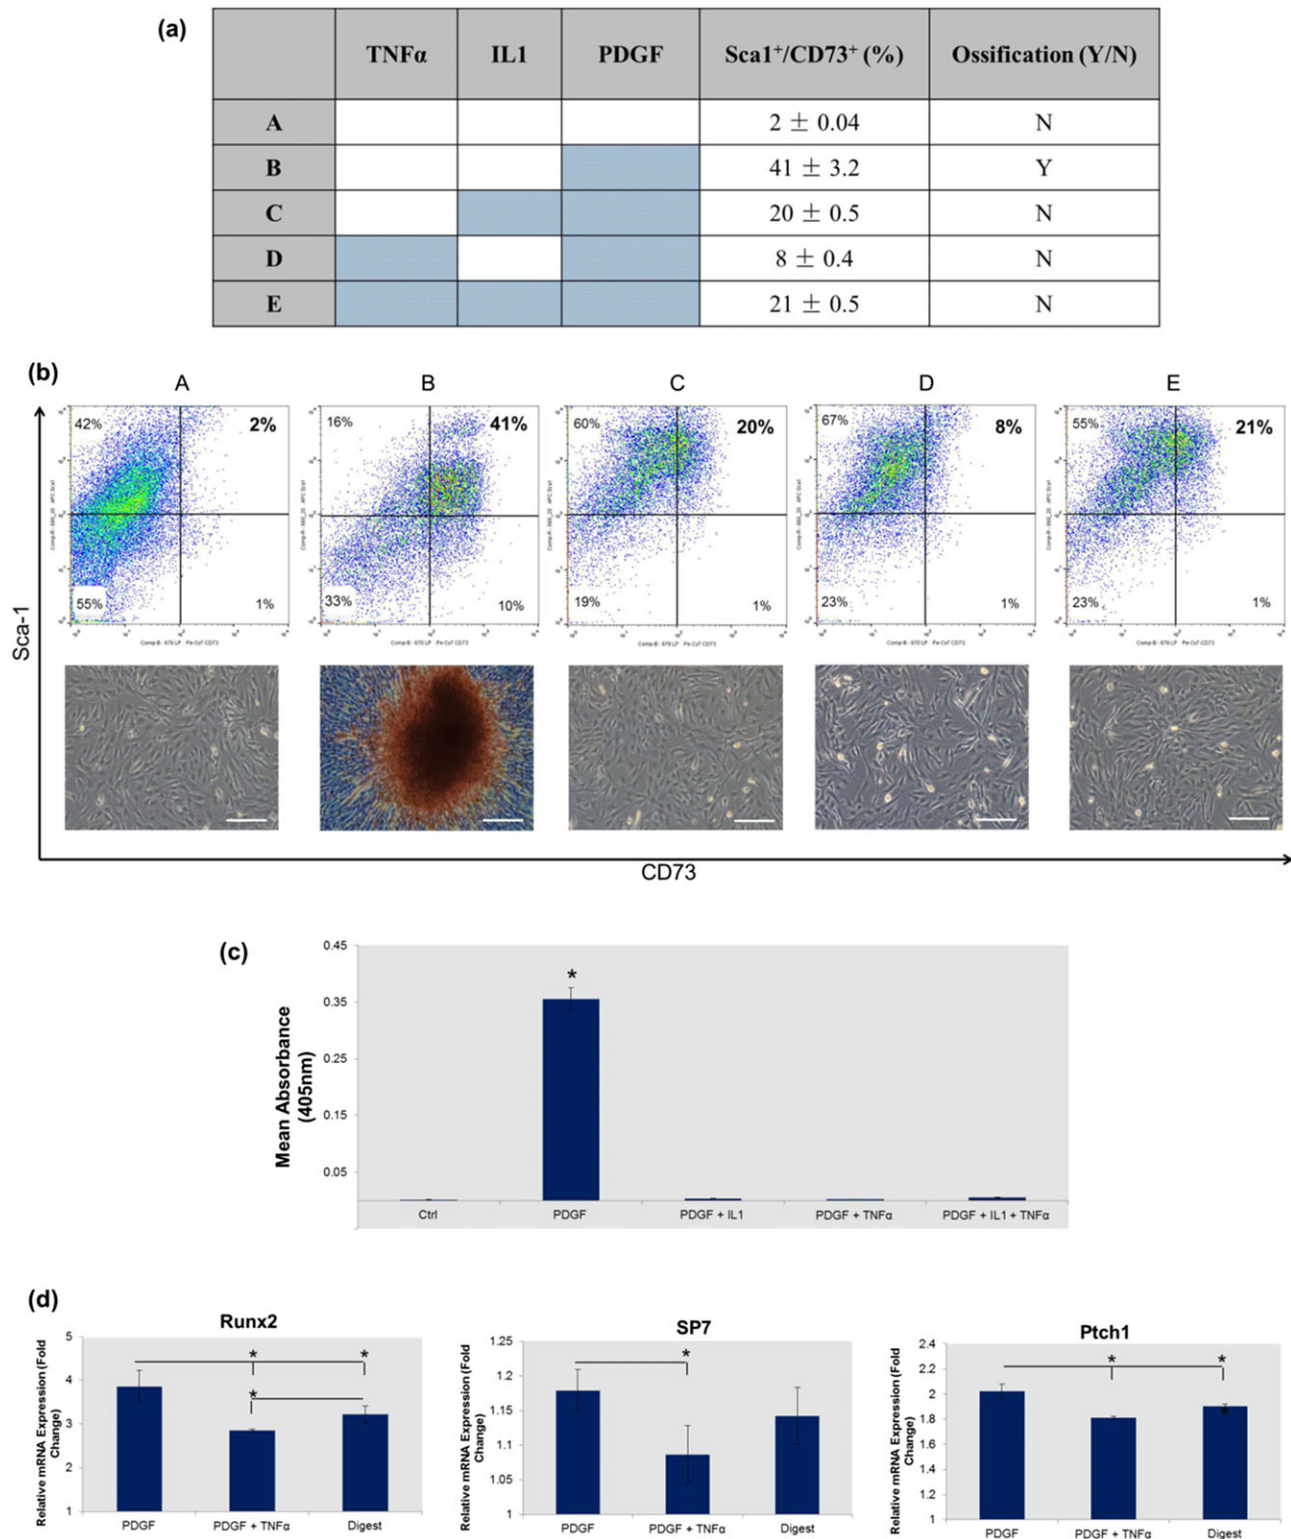 (a)
TNFα IL1 PDGF Sca1⁺/CD73⁺ (%) Ossification (Y/N)
A 2 ± 0.04 N
B 41 ± 3.2 Y
C 20 ± 0.5 N
D 8 ± 0.4 N
E 21 ± 0.5 N
(b)
A B C D E
42% 2% 16% 41% 60% 20% 67% 8% 55% 21%
55% 1% 33% 10% 19% 1% 23% 1% 23% 1%
Sca-1
CD73
(c)
Mean Absorbance
(405nm)
0.45
*
0.35
0.25
0.15
0.05
Ctrl PDGF PDGF + IL1 PDGF + TNFα PDGF + IL1 + TNFα
(d)
Runx2
Relative mRNA Expression (Fold
Change)
5
4
3
2
1
* *
*
PDGF PDGF + TNFα Digest
SP7
Relative mRNA Expression (Fold
Change)
1.25
1.2
1.15
1.1
1.05
1
*
PDGF PDGF + TNFα Digest
Ptch1
Relative mRNA Expression (Fold
Change)
2.4
2.2
2
1.8
1.6
1.4
1.2
1
* *
PDGF PDGF + TNFα Digest